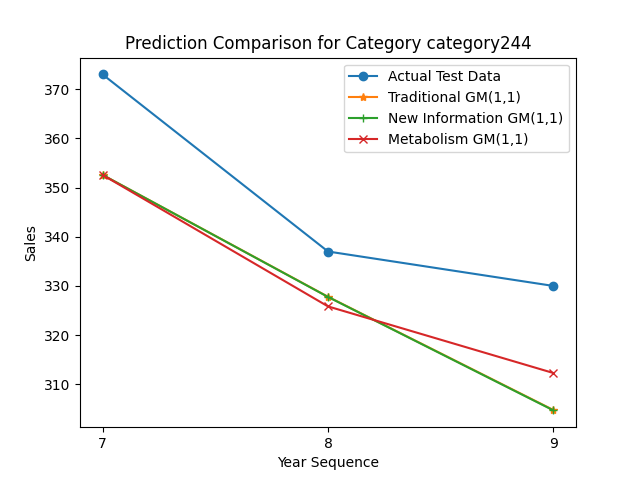 Prediction Comparison for Category category244
Actual Test Data
Traditional GM(1,1)
New Information GM(1,1)
Metabolism GM(1,1)
370
360
350
340
330
320
310
Sales
7
8
9
Year Sequence